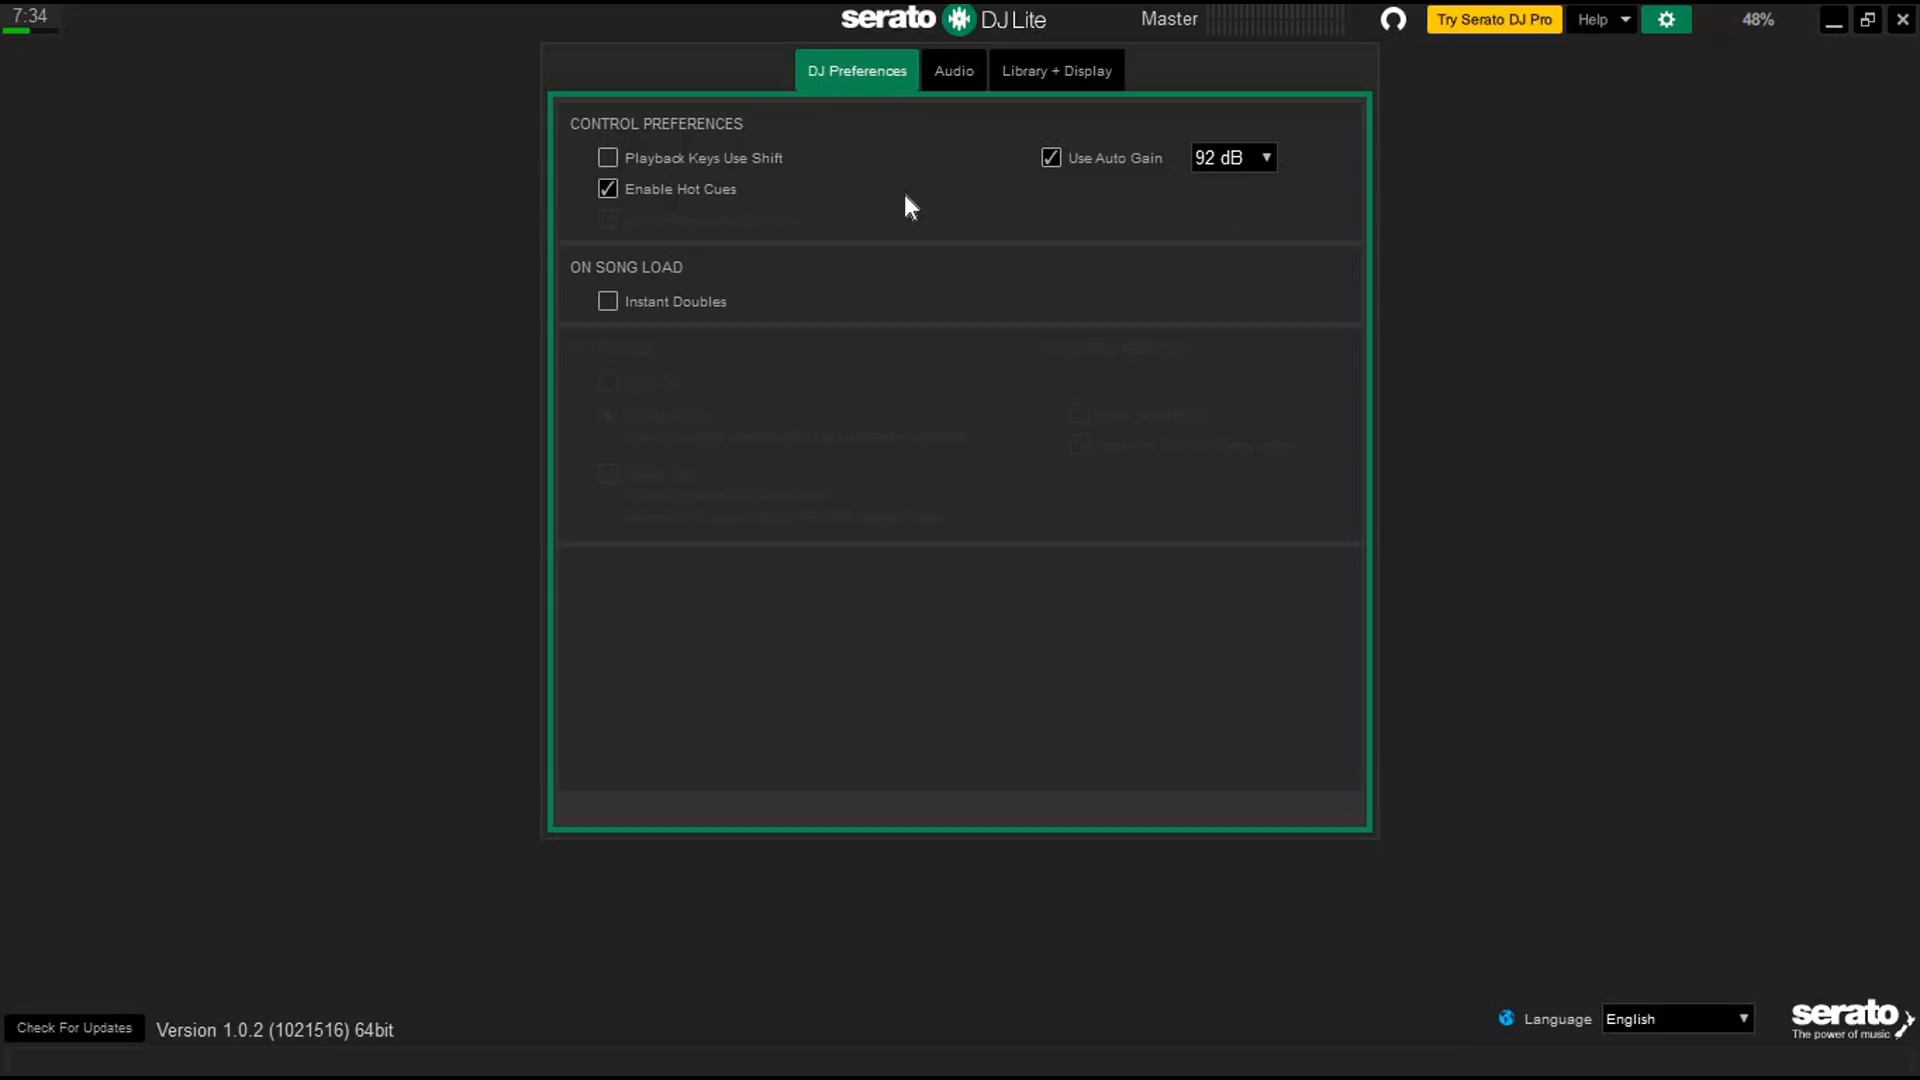 7:34
serato DJ Lite
Master
Try Serato DJ Pro
Help
48%
DJ Preferences
Audio
Library + Display
CONTROL PREFERENCES
Playback Keys Use Shift
Use Auto Gain
92 dB
Enable Hot Cues
ON SONG LOAD
Instant Doubles
Check For Updates
Version 1.0.2 (1021516) 64bit
Language
English
serato
The power of music